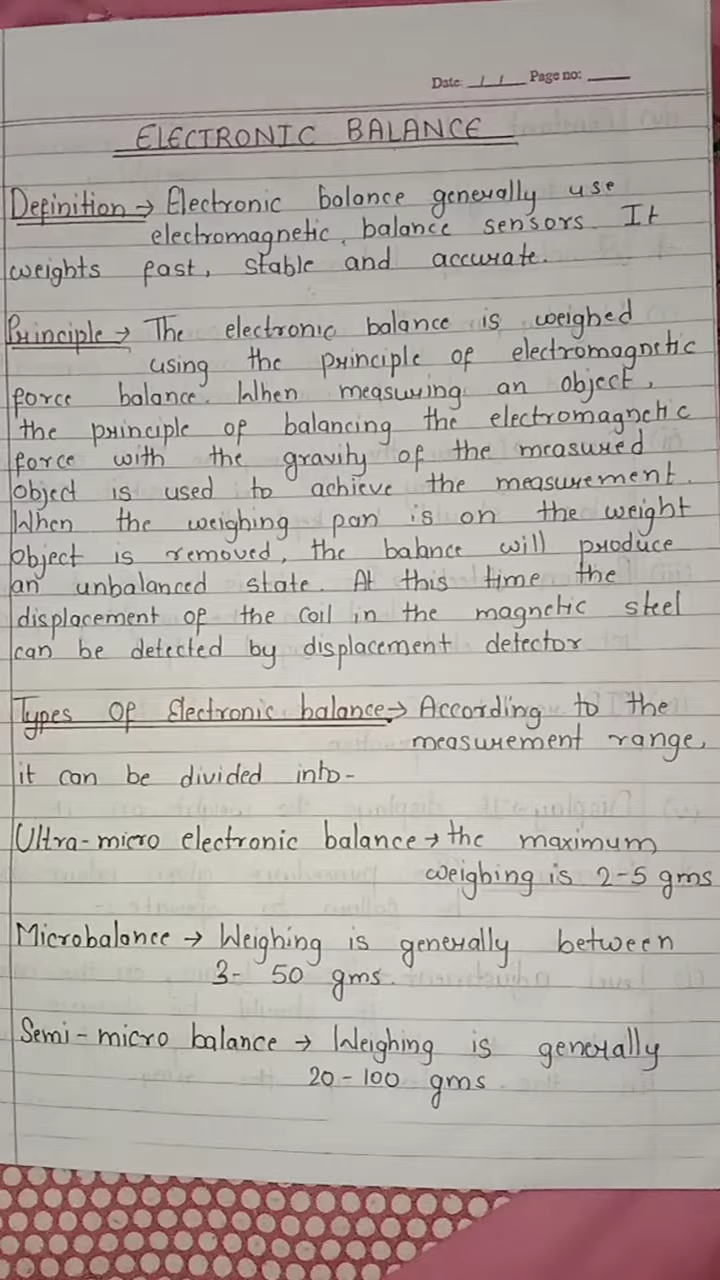 Date: __/__/____ Page no: ____
ELECTRONIC BALANCE
Definition → Electronic balance generally use
electromagnetic balance sensors. It
weights fast, stable and accurate.
Principle → The electronic balance is weighed
using the principle of electromagnetic
force balance. When measuring an object,
the principle of balancing the electromagnetic
force with the gravity of the measured
object is used to achieve the measurement.
When the weighing pan is on the weight
object is removed, the balance will produce
an unbalanced state. At this time the
displacement of the coil in the magnetic steel
can be detected by displacement detector
Types Of Electronic balance → According to the
measurement range,
it can be divided into-
Ultra-micro electronic balance → the maximum
weighing is 2-5 gms
Microbalance → Weighing is generally between
3- 50 gms.
Semi-micro balance → Weighing is generally
20-100 gms.